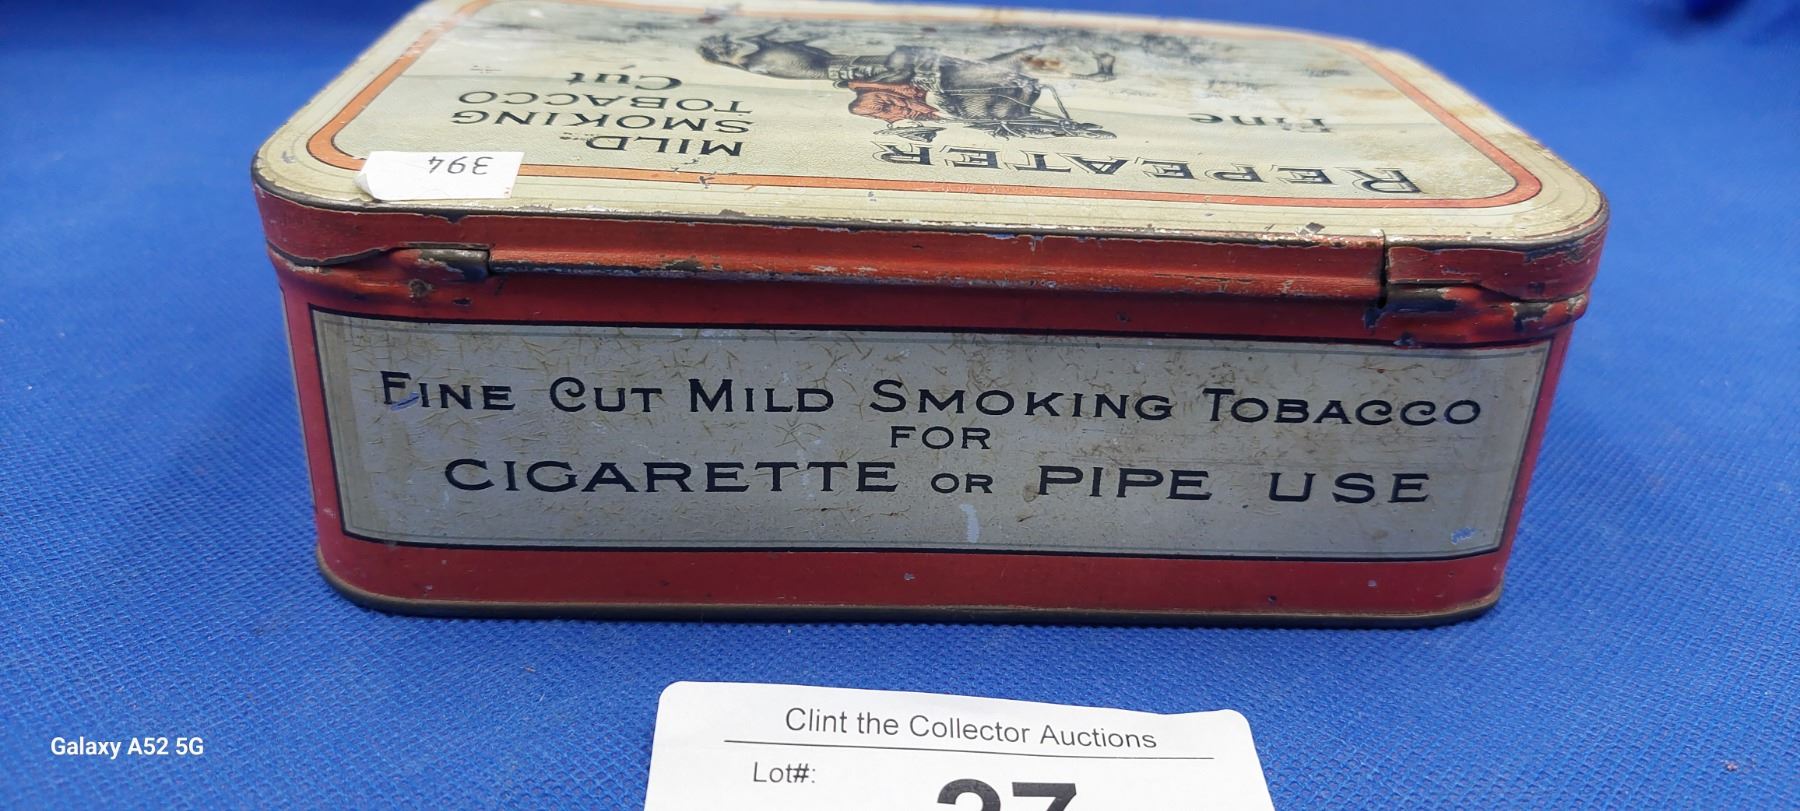 REPEATER
Fine
MILD
SMOKING
TOBACCO
Cut
394
FINE CUT MILD SMOKING TOBACCO
FOR
CIGARETTE OR PIPE USE
Clint the Collector Auctions
Lot#:
27
Galaxy A52 5G